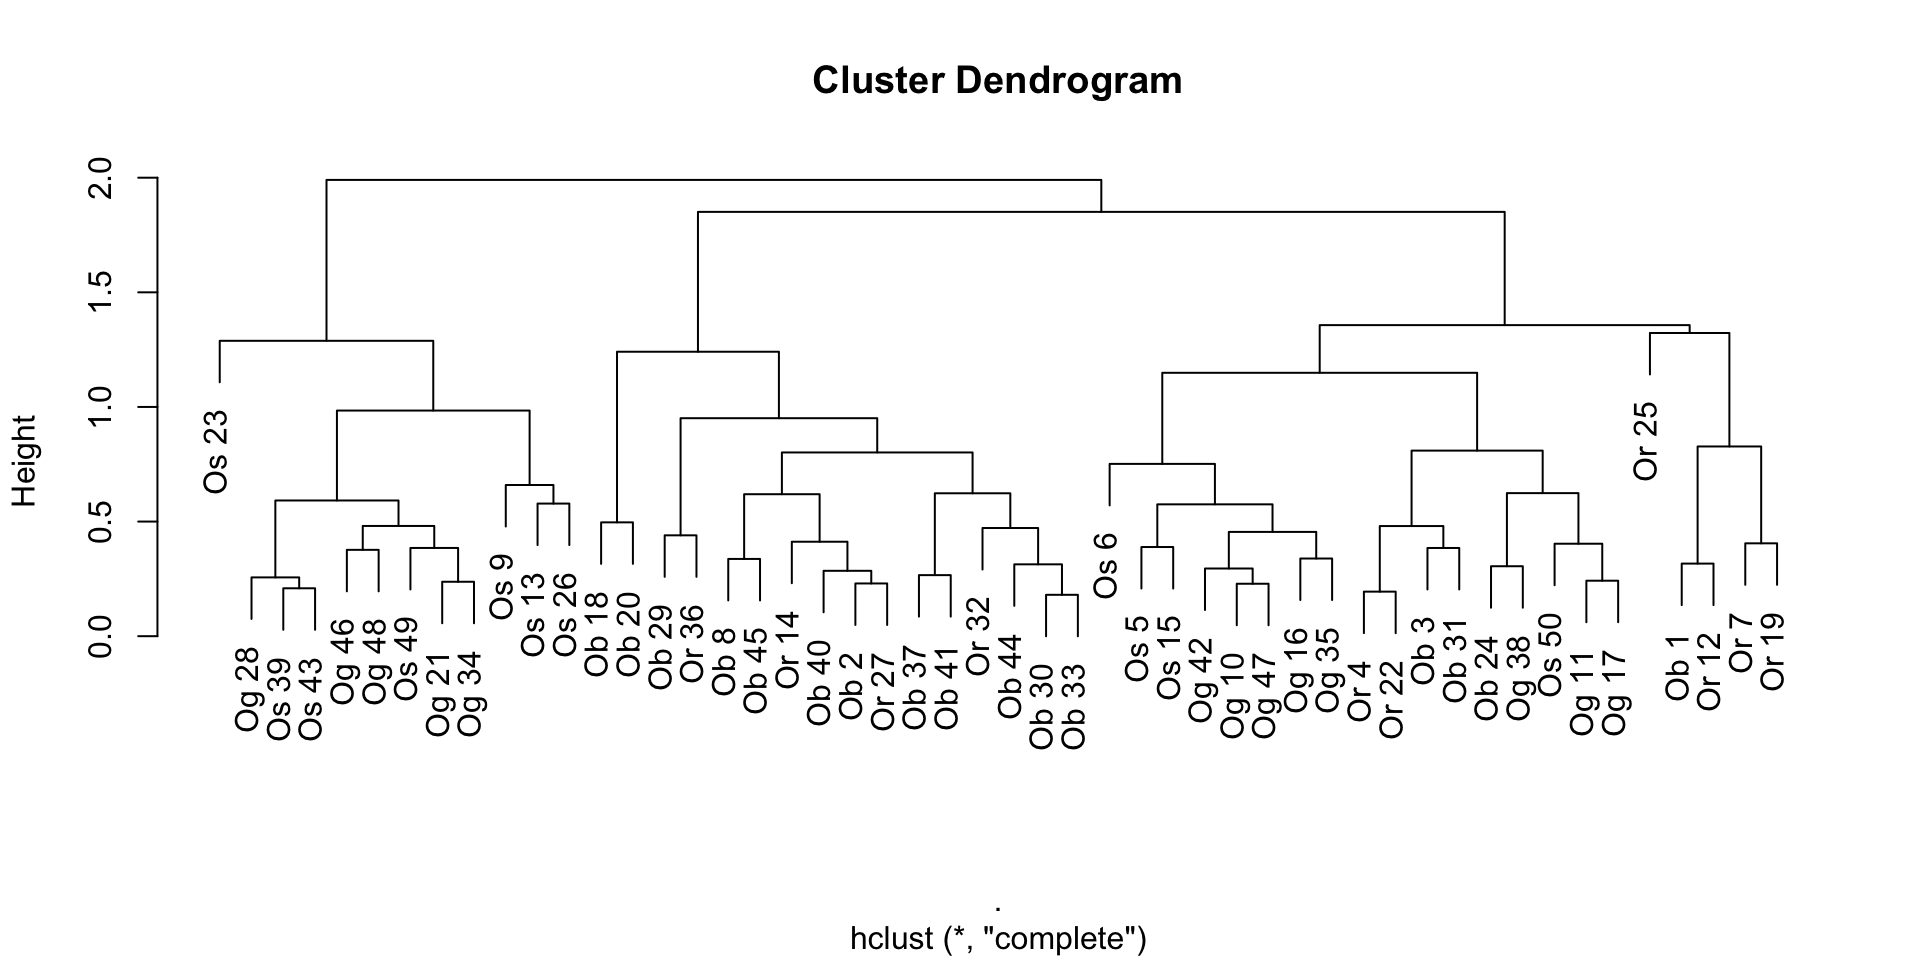 Cluster Dendrogram
Height
2.0
1.5
1.0
0.5
0.0
Os 23
Og 28
Os 39
Os 43
Og 46
Og 48
Os 49
Og 21
Og 34
Os 9
Os 13
Os 26
Ob 18
Ob 20
Ob 29
Or 36
Ob 8
Ob 45
Or 14
Ob 40
Ob 2
Or 27
Ob 37
Ob 41
Or 32
Ob 44
Ob 30
Ob 33
Os 6
Os 5
Os 15
Og 42
Og 10
Og 47
Og 16
Og 35
Or 4
Or 22
Ob 3
Ob 31
Ob 24
Og 38
Os 50
Og 11
Og 17
Or 25
Ob 1
Or 12
Or 7
Or 19
.
hclust (*, "complete")